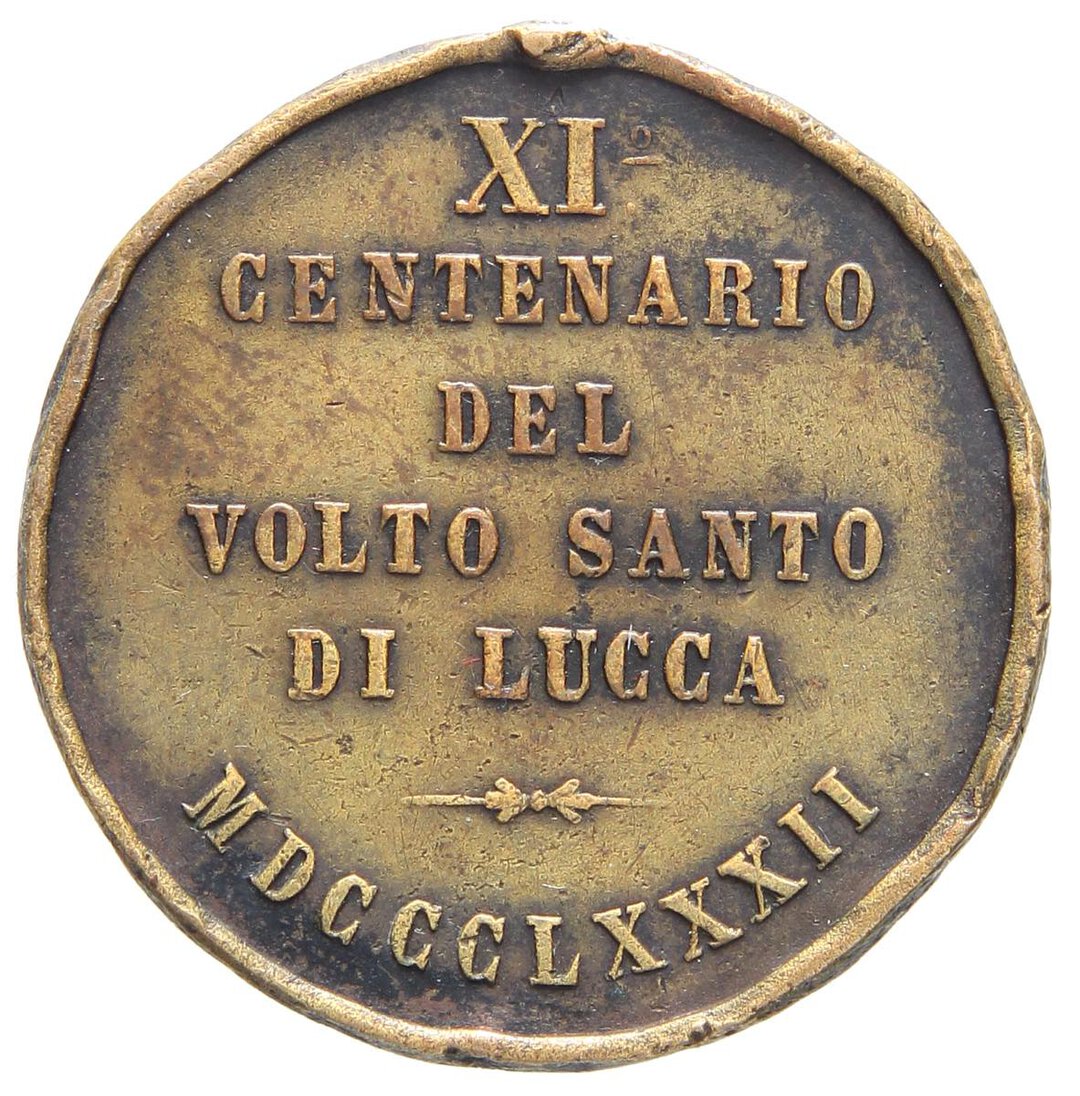 XI.º
CENTENARIO
DEL
VOLTO SANTO
DI LUCCA
MDCCCLXXXII